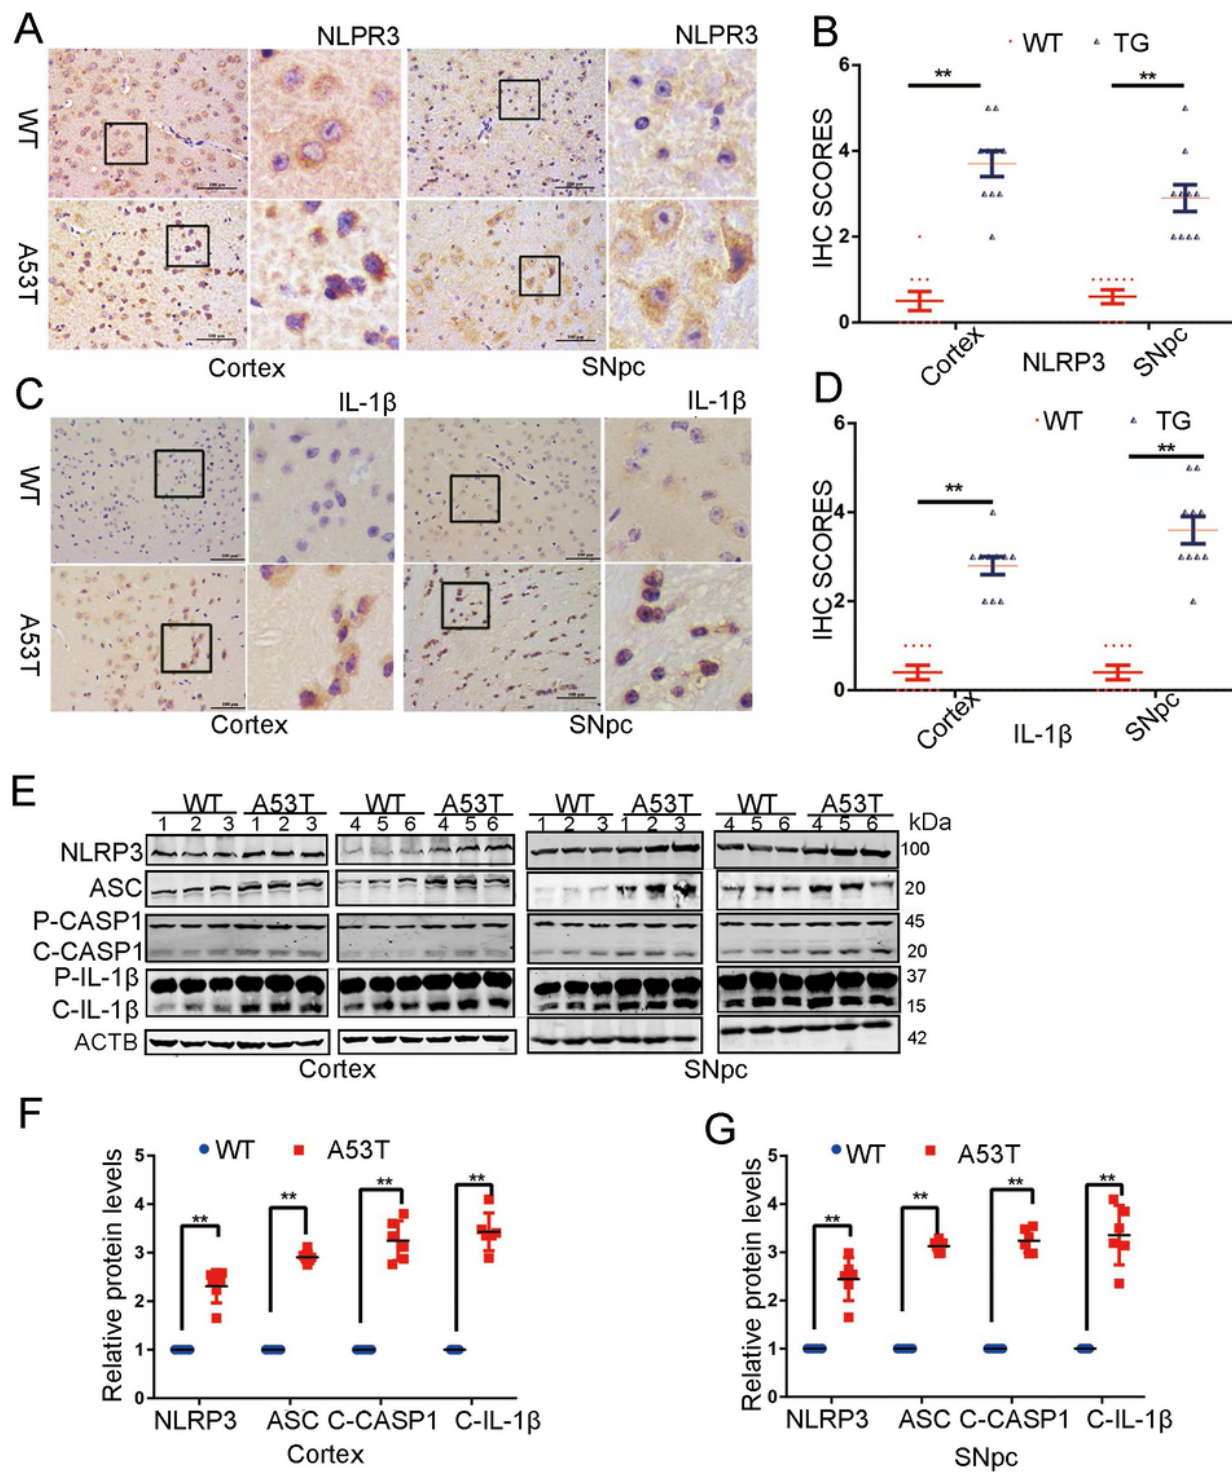 A
NLPR3
NLPR3
WT
A53T
Cortex
SNpc
B
WT
TG
**
**
IHC SCORES
6
4
2
0
Cortex
NLRP3
SNpc
C
IL-1β
IL-1β
WT
A53T
Cortex
SNpc
D
WT
TG
**
**
IHC SCORES
6
4
2
0
Cortex
IL-1β
SNpc
E
WT A53T WT A53T WT A53T WT A53T
1 2 3 1 2 3 4 5 6 4 5 6 1 2 3 1 2 3 4 5 6 4 5 6 kDa
NLRP3 100
ASC 20
P-CASP1 45
C-CASP1 20
P-IL-1β 37
C-IL-1β 15
ACTB 42
Cortex
SNpc
F
WT A53T
Relative protein levels
5
4
3
2
1
0
** ** ** **
NLRP3 ASC C-CASP1 C-IL-1β
Cortex
G
WT A53T
Relative protein levels
5
4
3
2
1
0
** ** ** **
NLRP3 ASC C-CASP1 C-IL-1β
SNpc